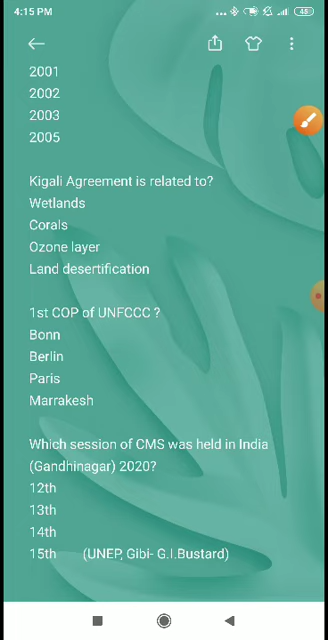 4:15 PM
48
2001
2002
2003
2005
Kigali Agreement is related to?
Wetlands
Corals
Ozone layer
Land desertification
1st COP of UNFCCC ?
Bonn
Berlin
Paris
Marrakesh
Which session of CMS was held in India
(Gandhinagar) 2020?
12th
13th
14th
15th (UNEP, Gibi- G.I.Bustard)